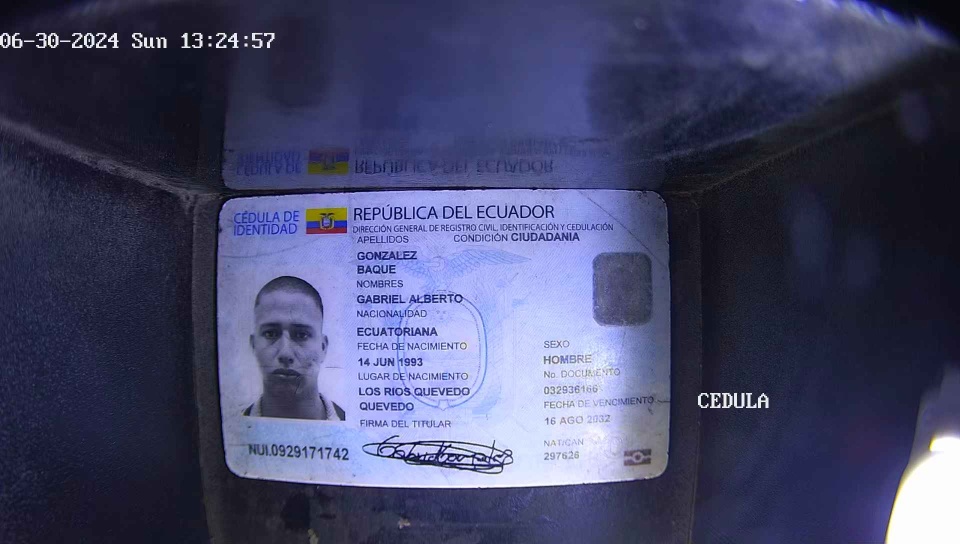 06-30-2024 Sun 13:24:57
CÉDULA DE
IDENTIDAD
REPÚBLICA DEL ECUADOR
DIRECCIÓN GENERAL DE REGISTRO CIVIL, IDENTIFICACIÓN Y CEDULACIÓN
APELLIDOS
CONDICIÓN CIUDADANIA
GONZALEZ
BAQUE
NOMBRES
GABRIEL ALBERTO
NACIONALIDAD
ECUATORIANA
FECHA DE NACIMIENTO
14 JUN 1993
LUGAR DE NACIMIENTO
LOS RIOS QUEVEDO
QUEVEDO
FIRMA DEL TITULAR
SEXO
HOMBRE
No. DOCUMENTO
032936166
FECHA DE VENCIMIENTO
16 AGO 2032
NAT/CAN
297626
NUI.0929171742
CEDULA